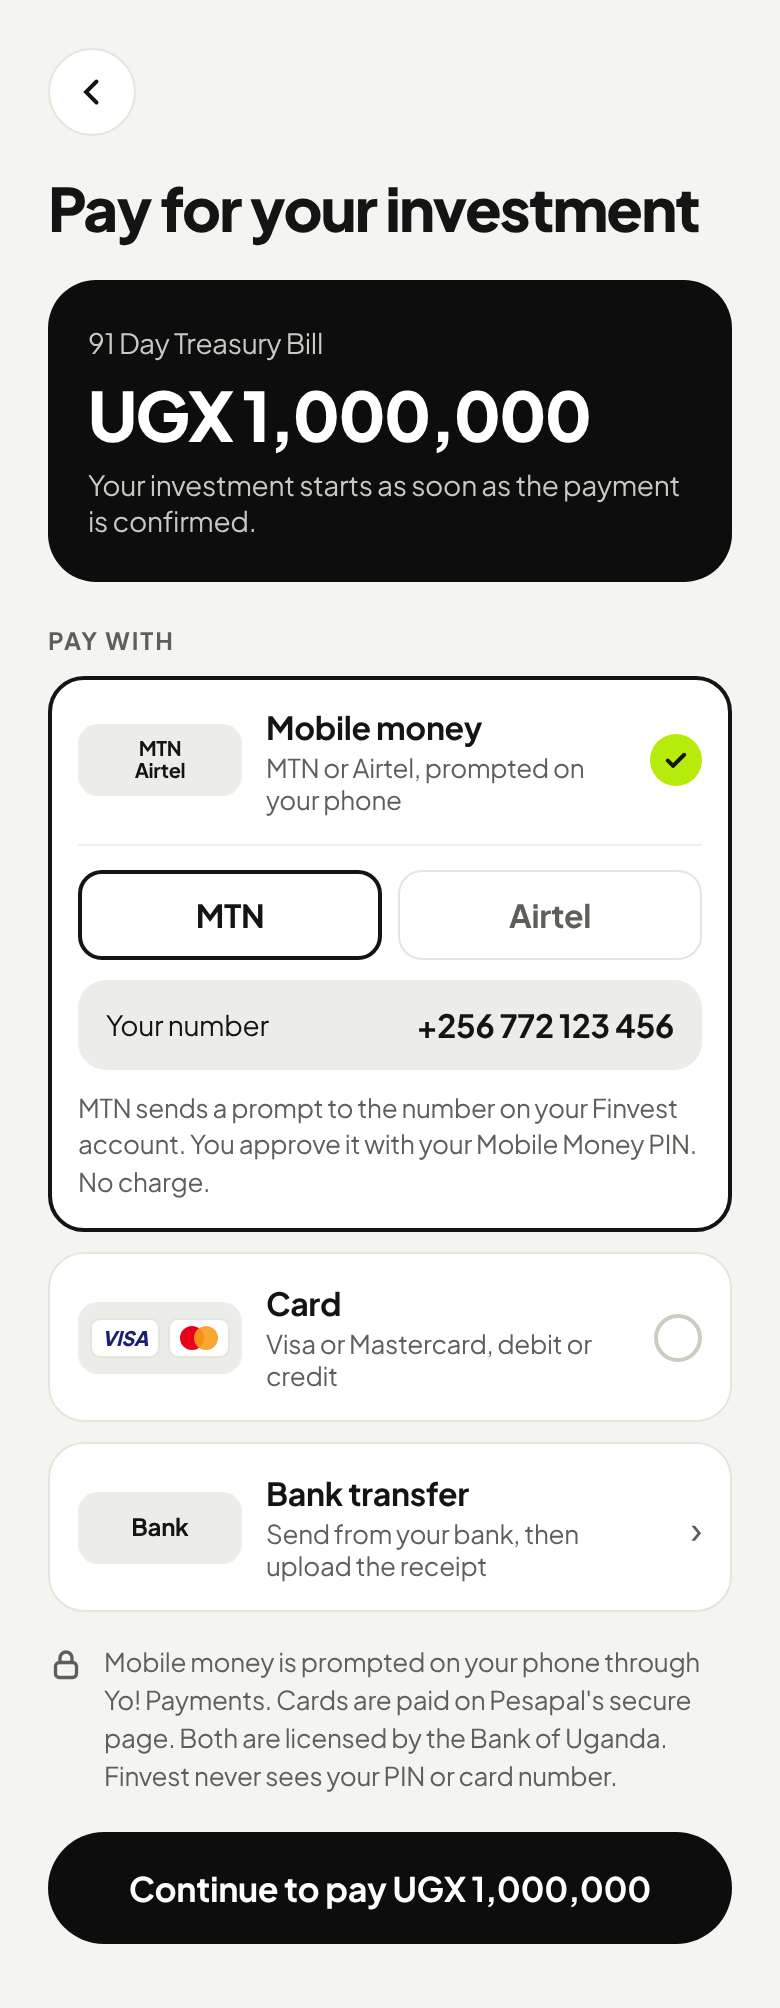 Pay for your investment
91 Day Treasury Bill
UGX 1,000,000
Your investment starts as soon as the payment
is confirmed.
PAY WITH
MTN
Airtel
Mobile money
MTN or Airtel, prompted on
your phone
MTN
Airtel
Your number
+256 772 123 456
MTN sends a prompt to the number on your Finvest
account. You approve it with your Mobile Money PIN.
No charge.
VISA
Card
Visa or Mastercard, debit or
credit
Bank
Bank transfer
Send from your bank, then
upload the receipt
Mobile money is prompted on your phone through
Yo! Payments. Cards are paid on Pesapal's secure
page. Both are licensed by the Bank of Uganda.
Finvest never sees your PIN or card number.
Continue to pay UGX 1,000,000